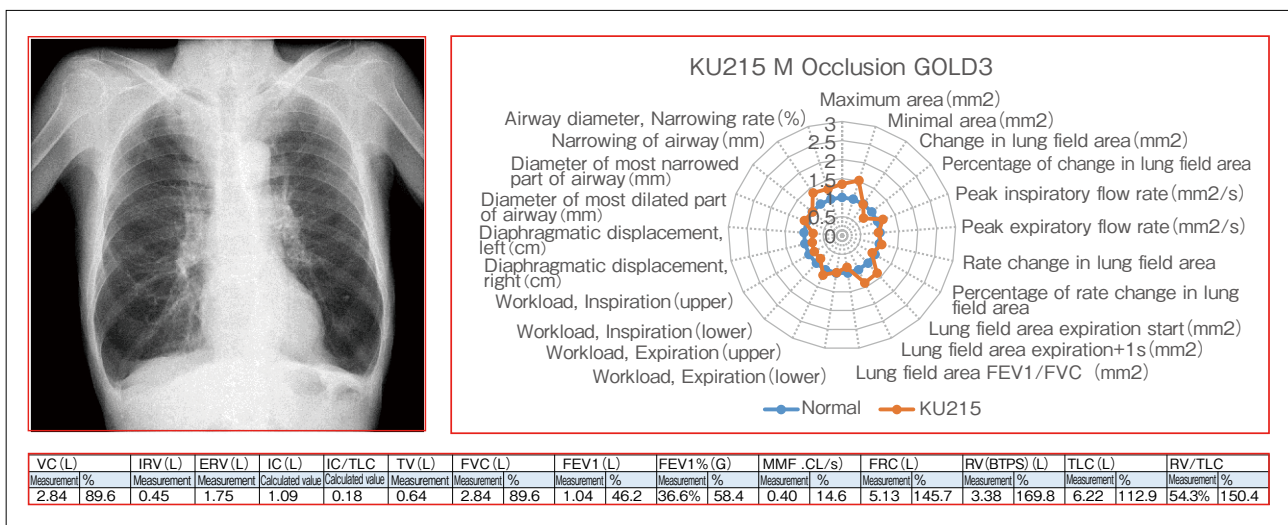 KU215 M Occlusion GOLD3
Maximum area(mm2)
Airway diameter, Narrowing rate(%)
Minimal area(mm2)
Narrowing of airway(mm)
Change in lung field area(mm2)
Diameter of most narrowed
part of airway(mm)
Percentage of change in lung field area
Diameter of most dilated part
of airway(mm)
Peak inspiratory flow rate(mm2/s)
Diaphragmatic displacement,
left(cm)
Peak expiratory flow rate(mm2/s)
Diaphragmatic displacement,
right(cm)
Rate change in lung field area
Workload, Inspiration(upper)
Percentage of rate change in lung
field area
Workload, Inspiration(lower)
Lung field area expiration start(mm2)
Workload, Expiration(upper)
Lung field area expiration+1s(mm2)
Workload, Expiration(lower)
Lung field area FEV1/FVC (mm2)
3
2.5
2
1.5
1
0.5
0
Normal KU215
VC(L) IRV(L) ERV(L) IC(L) IC/TLC TV(L) FVC(L) FEV1(L) FEV1%(G) MMF .CL/s) FRC(L) RV(BTPS)(L) TLC(L) RV/TLC
Measurement % Measurement Measurement Calculated value Calculated value Measurement Measurement % Measurement % Measurement % Measurement % Measurement % Measurement % Measurement % Measurement %
2.84 89.6 0.45 1.75 1.09 0.18 0.64 2.84 89.6 1.04 46.2 36.6% 58.4 0.40 14.6 5.13 145.7 3.38 169.8 6.22 112.9 54.3% 150.4